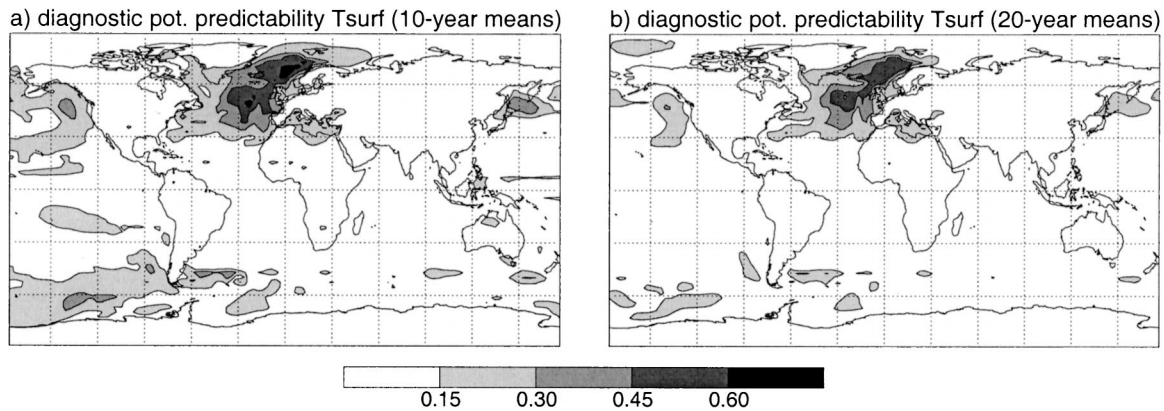 a) diagnostic pot. predictability Tsurf (10-year means)
b) diagnostic pot. predictability Tsurf (20-year means)
0.15 0.30 0.45 0.60